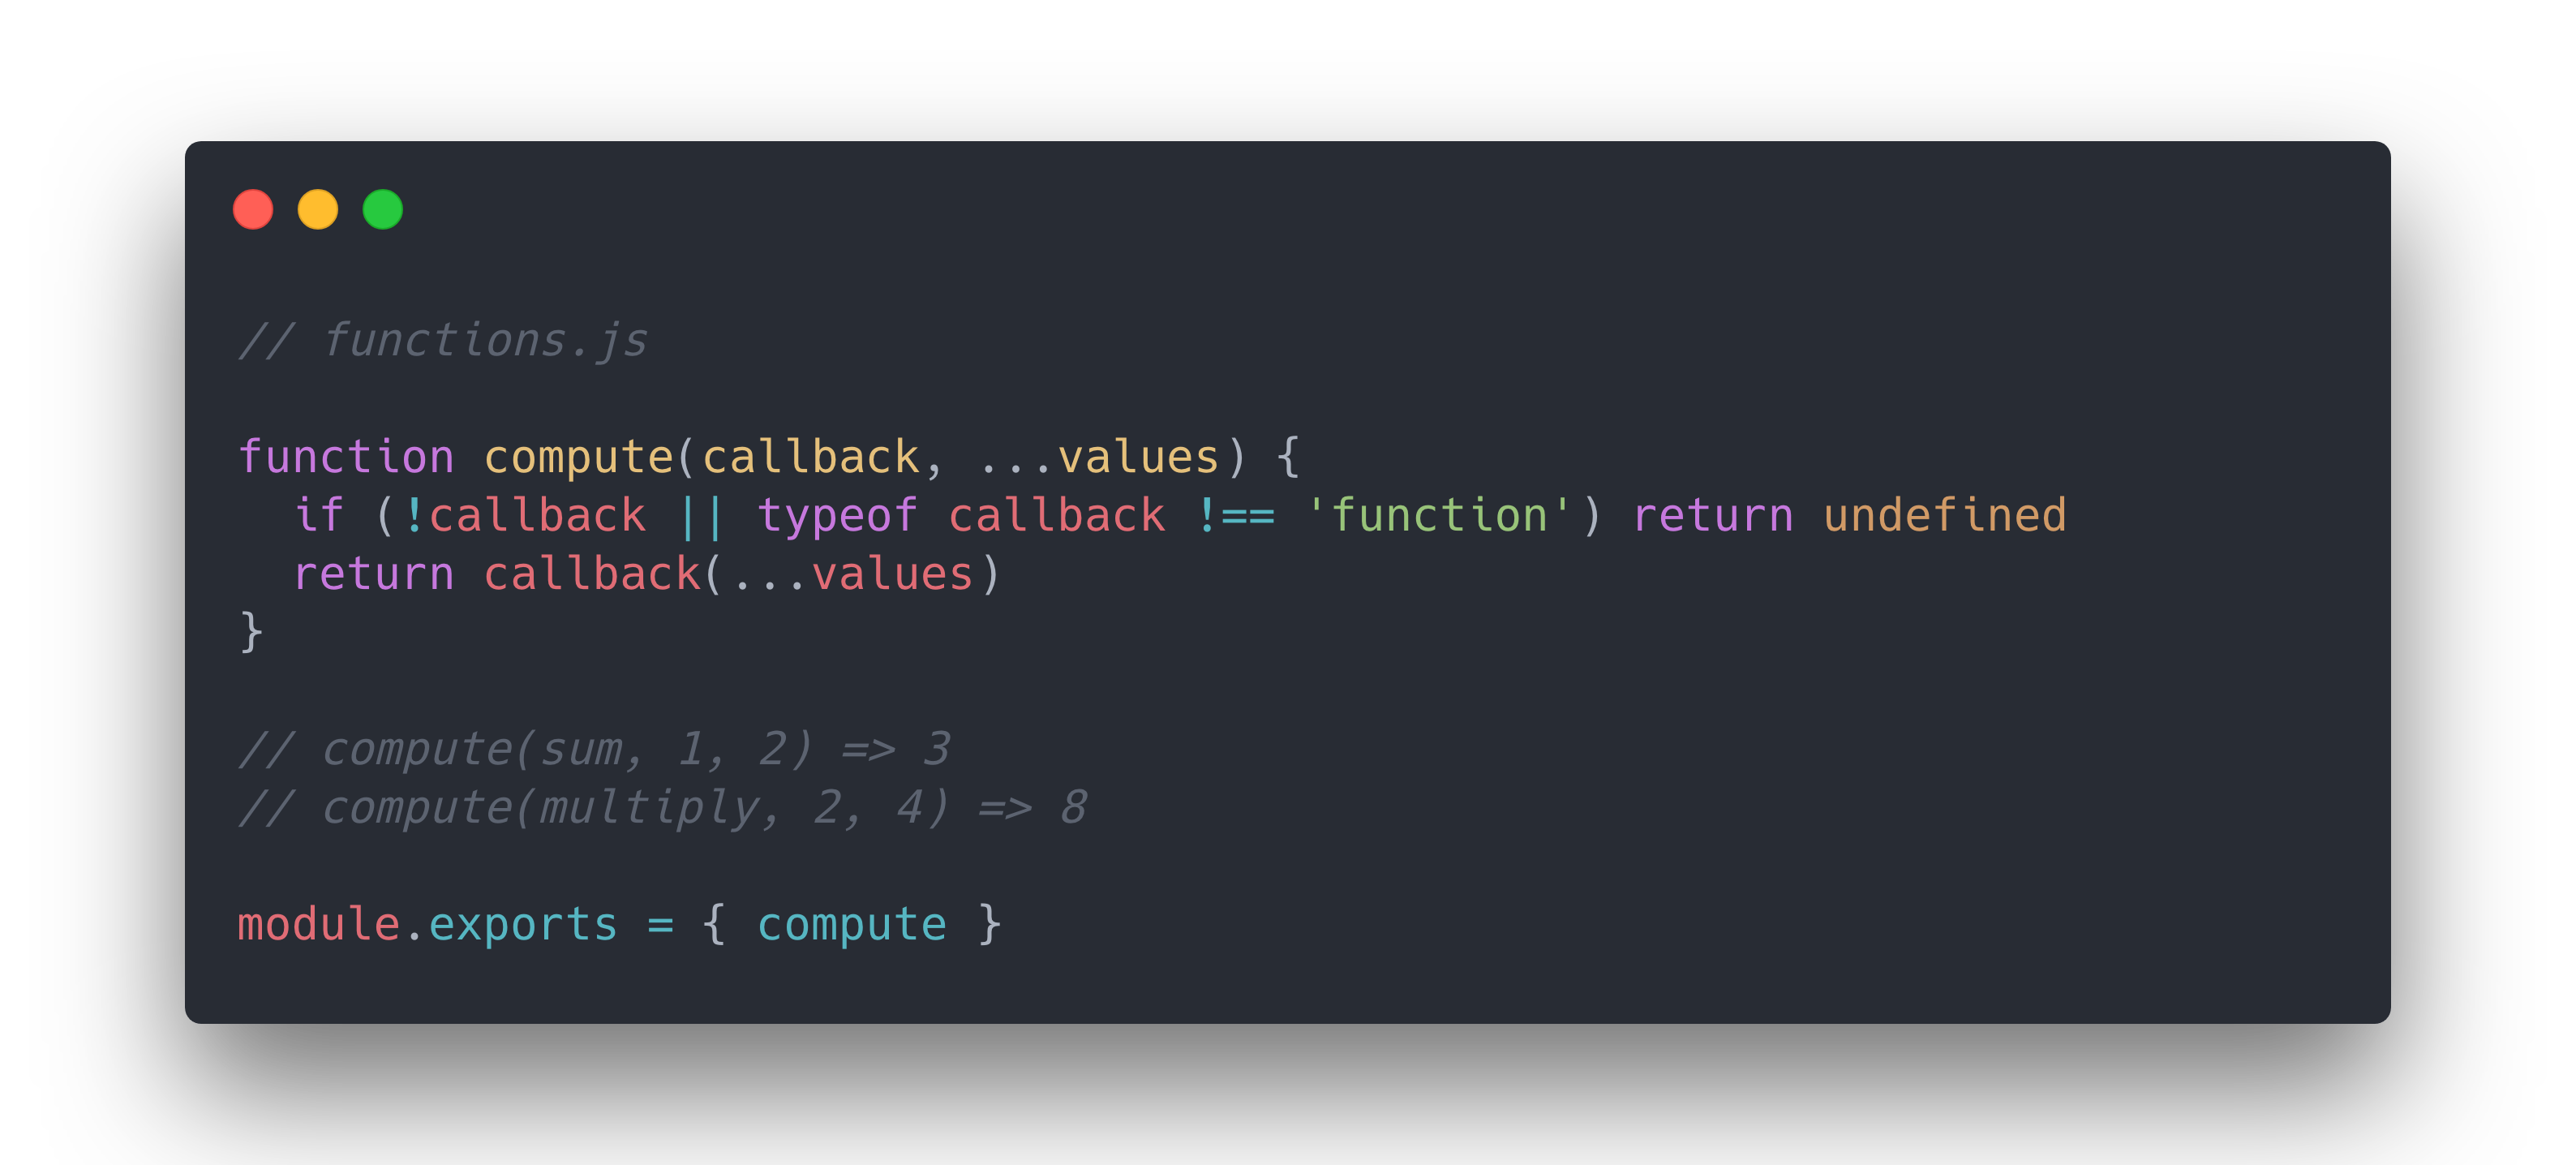 // functions.js
function compute(callback, ...values) {
  if (!callback || typeof callback !== 'function') return undefined
  return callback(...values)
}
// compute(sum, 1, 2) => 3
// compute(multiply, 2, 4) => 8
module.exports = { compute }